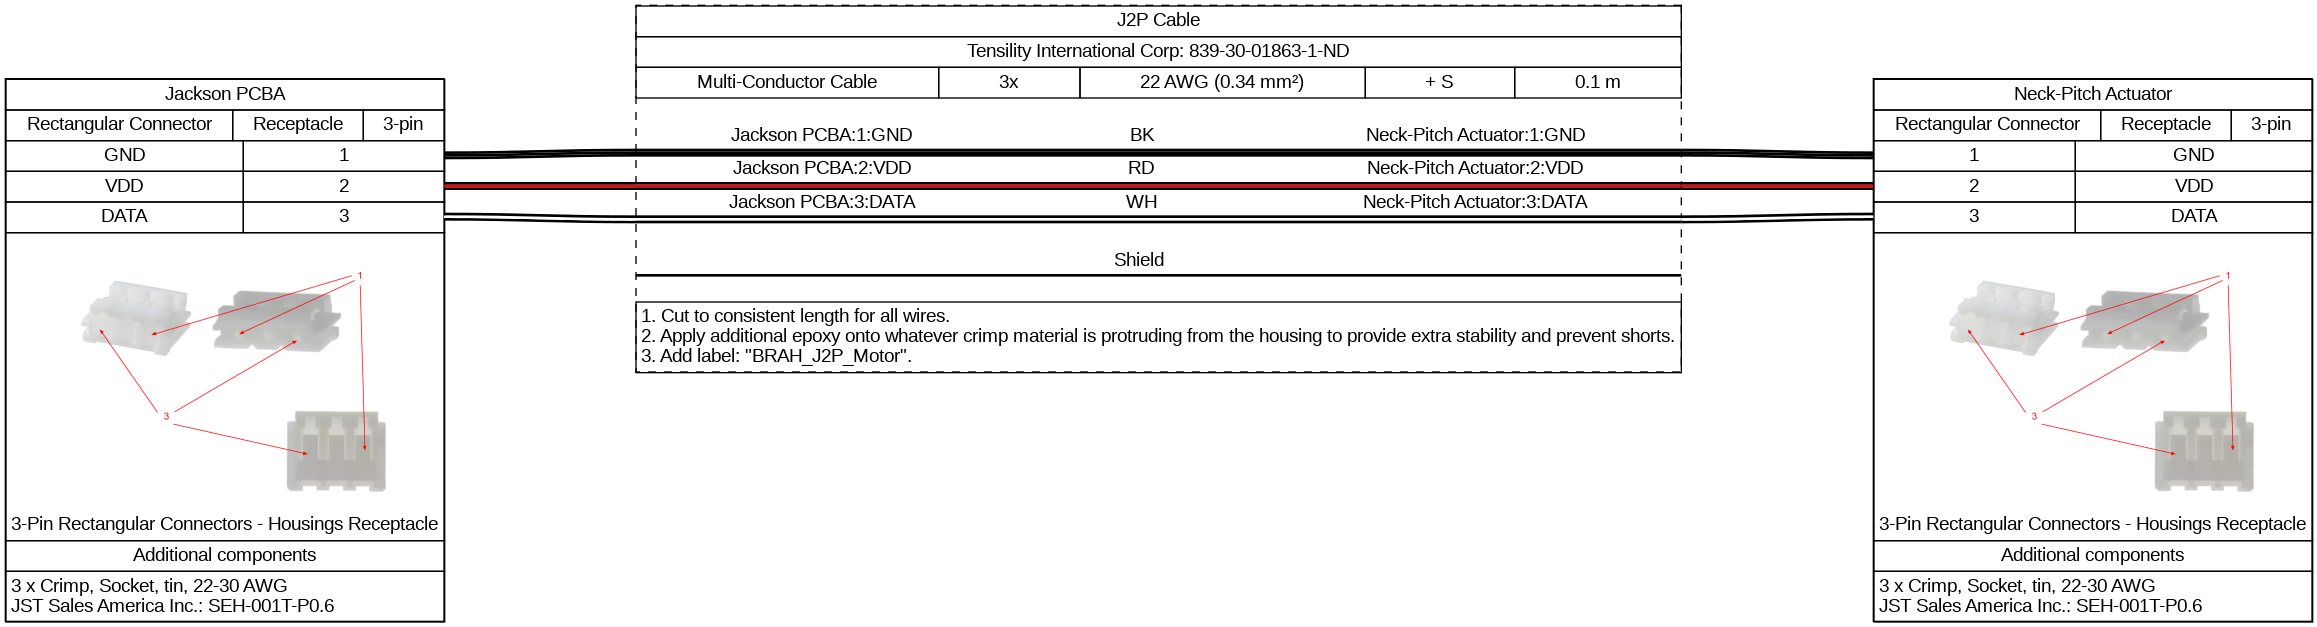 J2P Cable
Tensility International Corp: 839-30-01863-1-ND
Multi-Conductor Cable 3x 22 AWG (0.34 mm²) + S 0.1 m
Jackson PCBA
Rectangular Connector Receptacle 3-pin
GND 1
VDD 2
DATA 3
1
3
3-Pin Rectangular Connectors - Housings Receptacle
Additional components
3 x Crimp, Socket, tin, 22-30 AWG
JST Sales America Inc.: SEH-001T-P0.6
Jackson PCBA:1:GND BK Neck-Pitch Actuator:1:GND
Jackson PCBA:2:VDD RD Neck-Pitch Actuator:2:VDD
Jackson PCBA:3:DATA WH Neck-Pitch Actuator:3:DATA
Shield
1. Cut to consistent length for all wires.
2. Apply additional epoxy onto whatever crimp material is protruding from the housing to provide extra stability and prevent shorts.
3. Add label: "BRAH_J2P_Motor".
Neck-Pitch Actuator
Rectangular Connector Receptacle 3-pin
1 GND
2 VDD
3 DATA
1
3
3-Pin Rectangular Connectors - Housings Receptacle
Additional components
3 x Crimp, Socket, tin, 22-30 AWG
JST Sales America Inc.: SEH-001T-P0.6